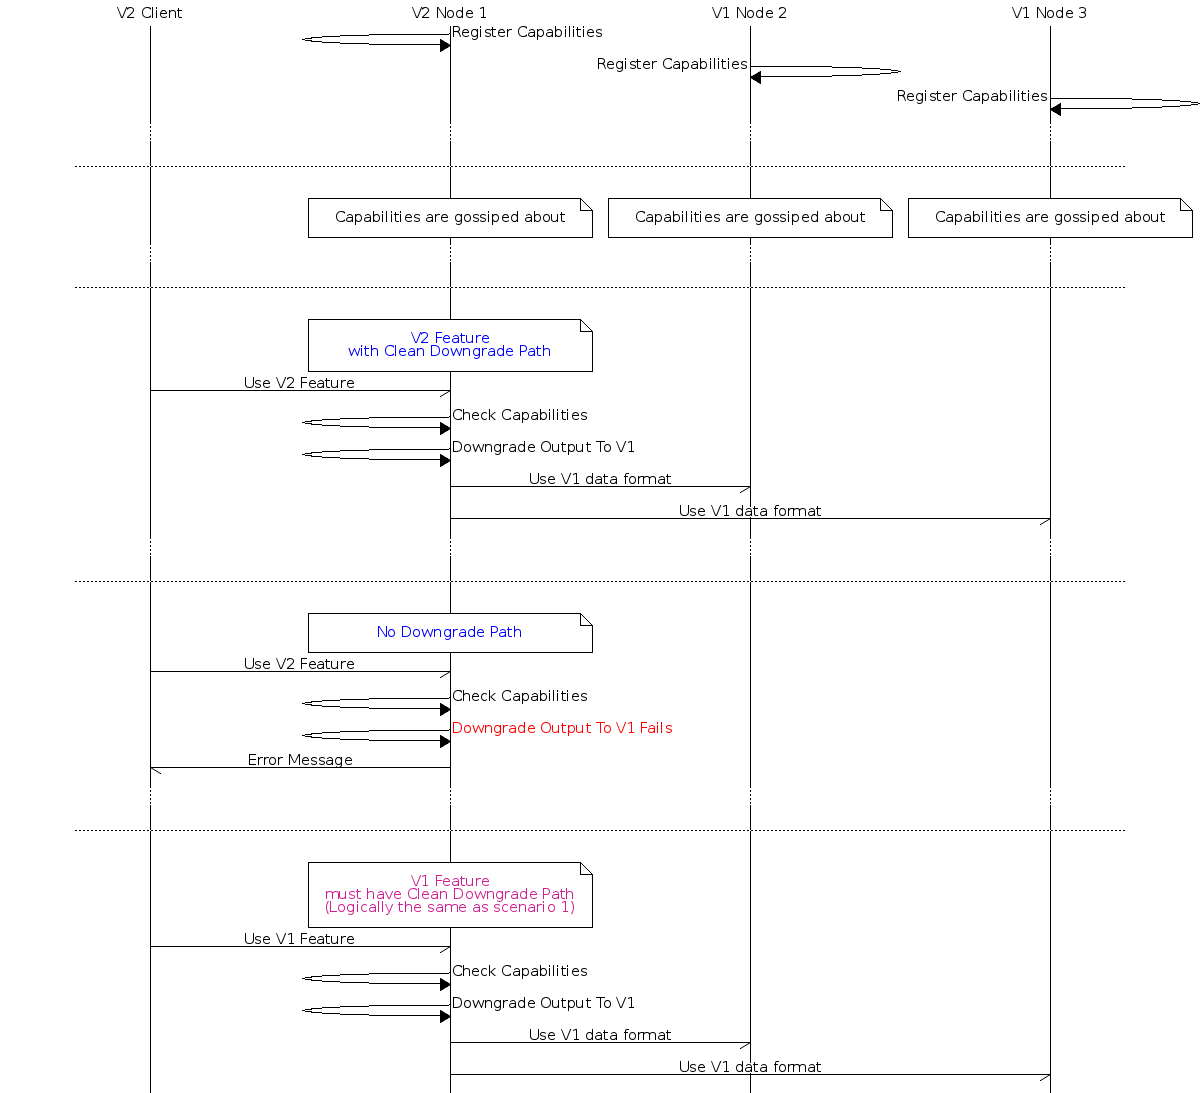 V2 Client
V2 Node 1
V1 Node 2
V1 Node 3
Register Capabilities
Register Capabilities
Register Capabilities
Capabilities are gossiped about
Capabilities are gossiped about
Capabilities are gossiped about
V2 Feature
with Clean Downgrade Path
Use V2 Feature
Check Capabilities
Downgrade Output To V1
Use V1 data format
Use V1 data format
No Downgrade Path
Use V2 Feature
Check Capabilities
Downgrade Output To V1 Fails
Error Message
V1 Feature
must have Clean Downgrade Path
(Logically the same as scenario 1)
Use V1 Feature
Check Capabilities
Downgrade Output To V1
Use V1 data format
Use V1 data format